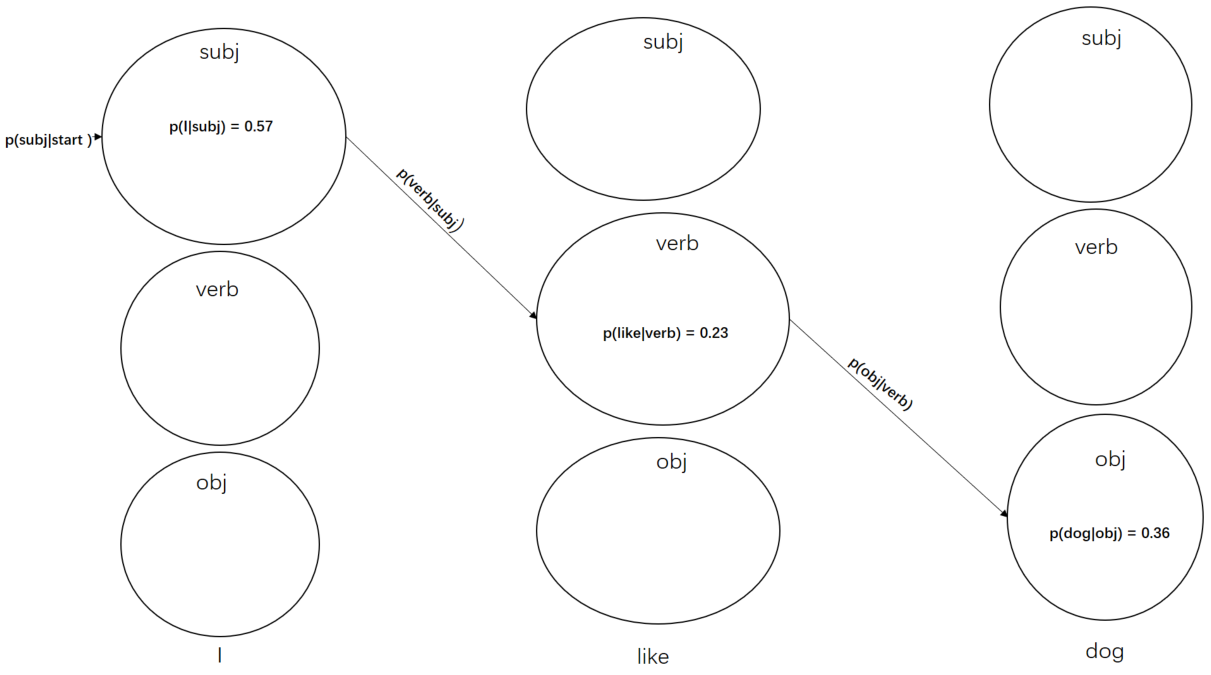 subj
p(I|subj) = 0.57
p(subj|start )
verb
obj
I
p(verb|subj)
subj
verb
p(like|verb) = 0.23
obj
like
p(obj|verb)
subj
verb
obj
p(dog|obj) = 0.36
dog